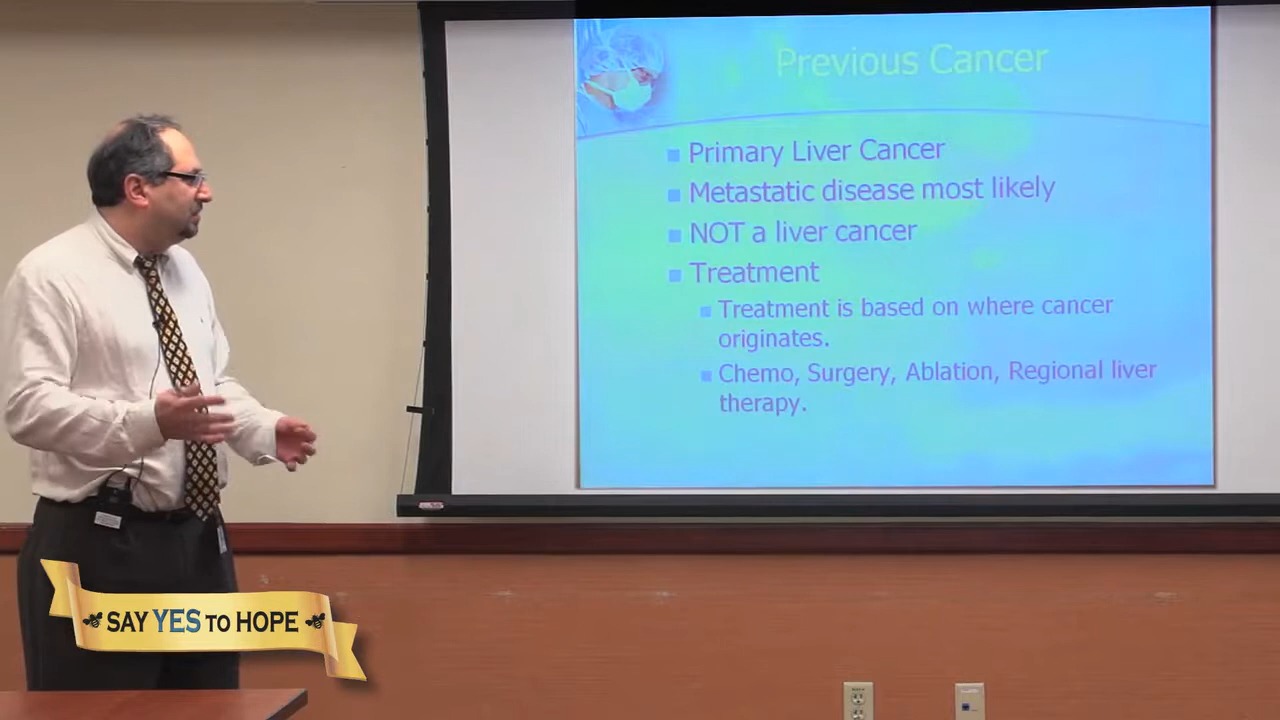 Previous Cancer
Primary Liver Cancer
Metastatic disease most likely
NOT a liver cancer
Treatment
Treatment is based on where cancer
originates.
Chemo, Surgery, Ablation, Regional liver
therapy.
SAY YES TO HOPE